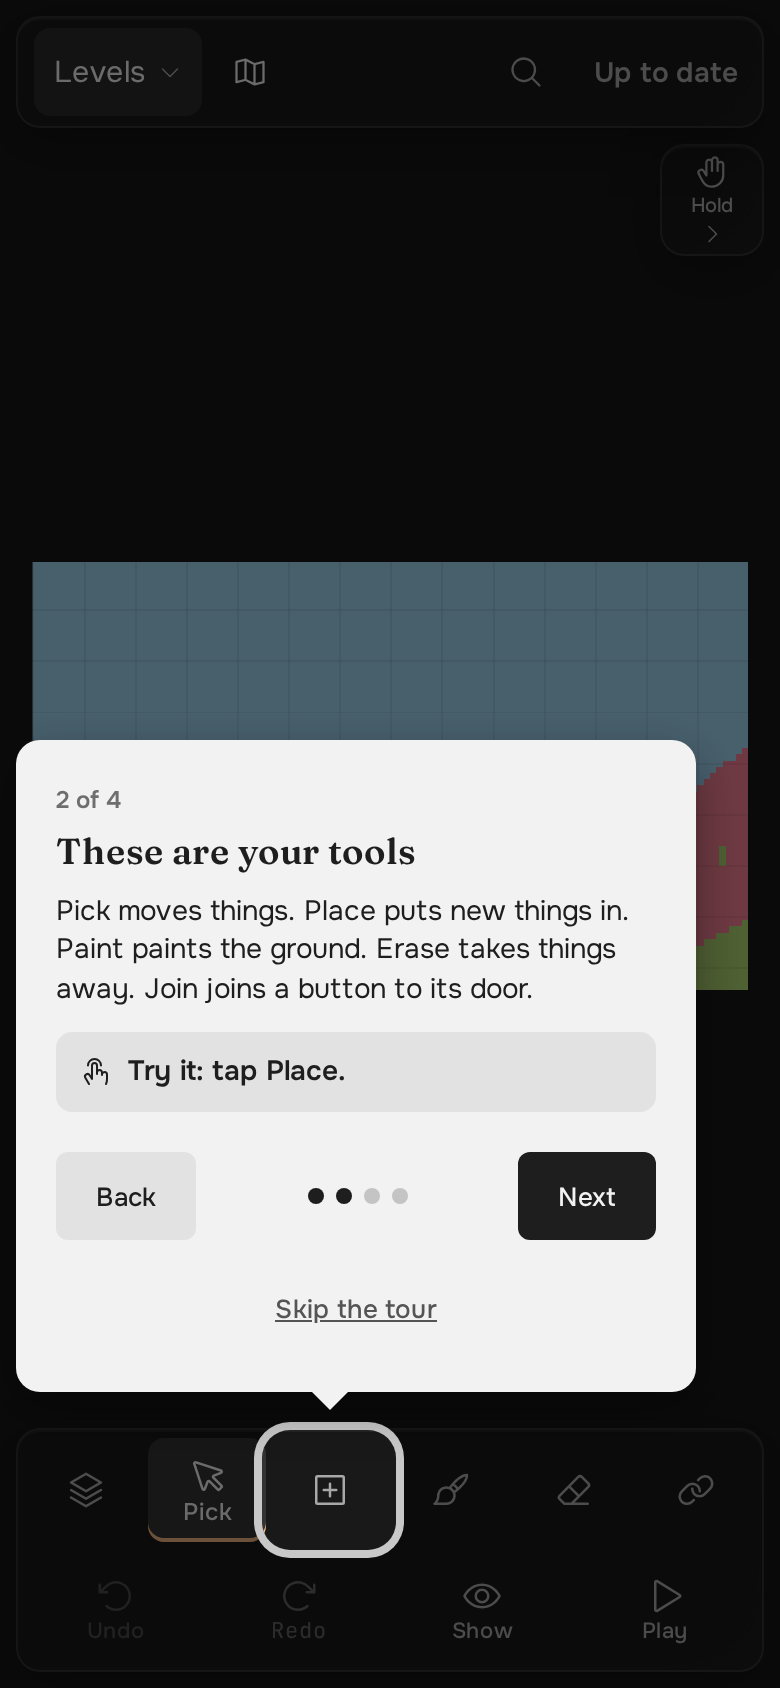 Levels
Up to date
Hold
2 of 4
These are your tools
Pick moves things. Place puts new things in.
Paint paints the ground. Erase takes things
away. Join joins a button to its door.
Try it: tap Place.
Back
Next
Skip the tour
Pick
Undo
Redo
Show
Play